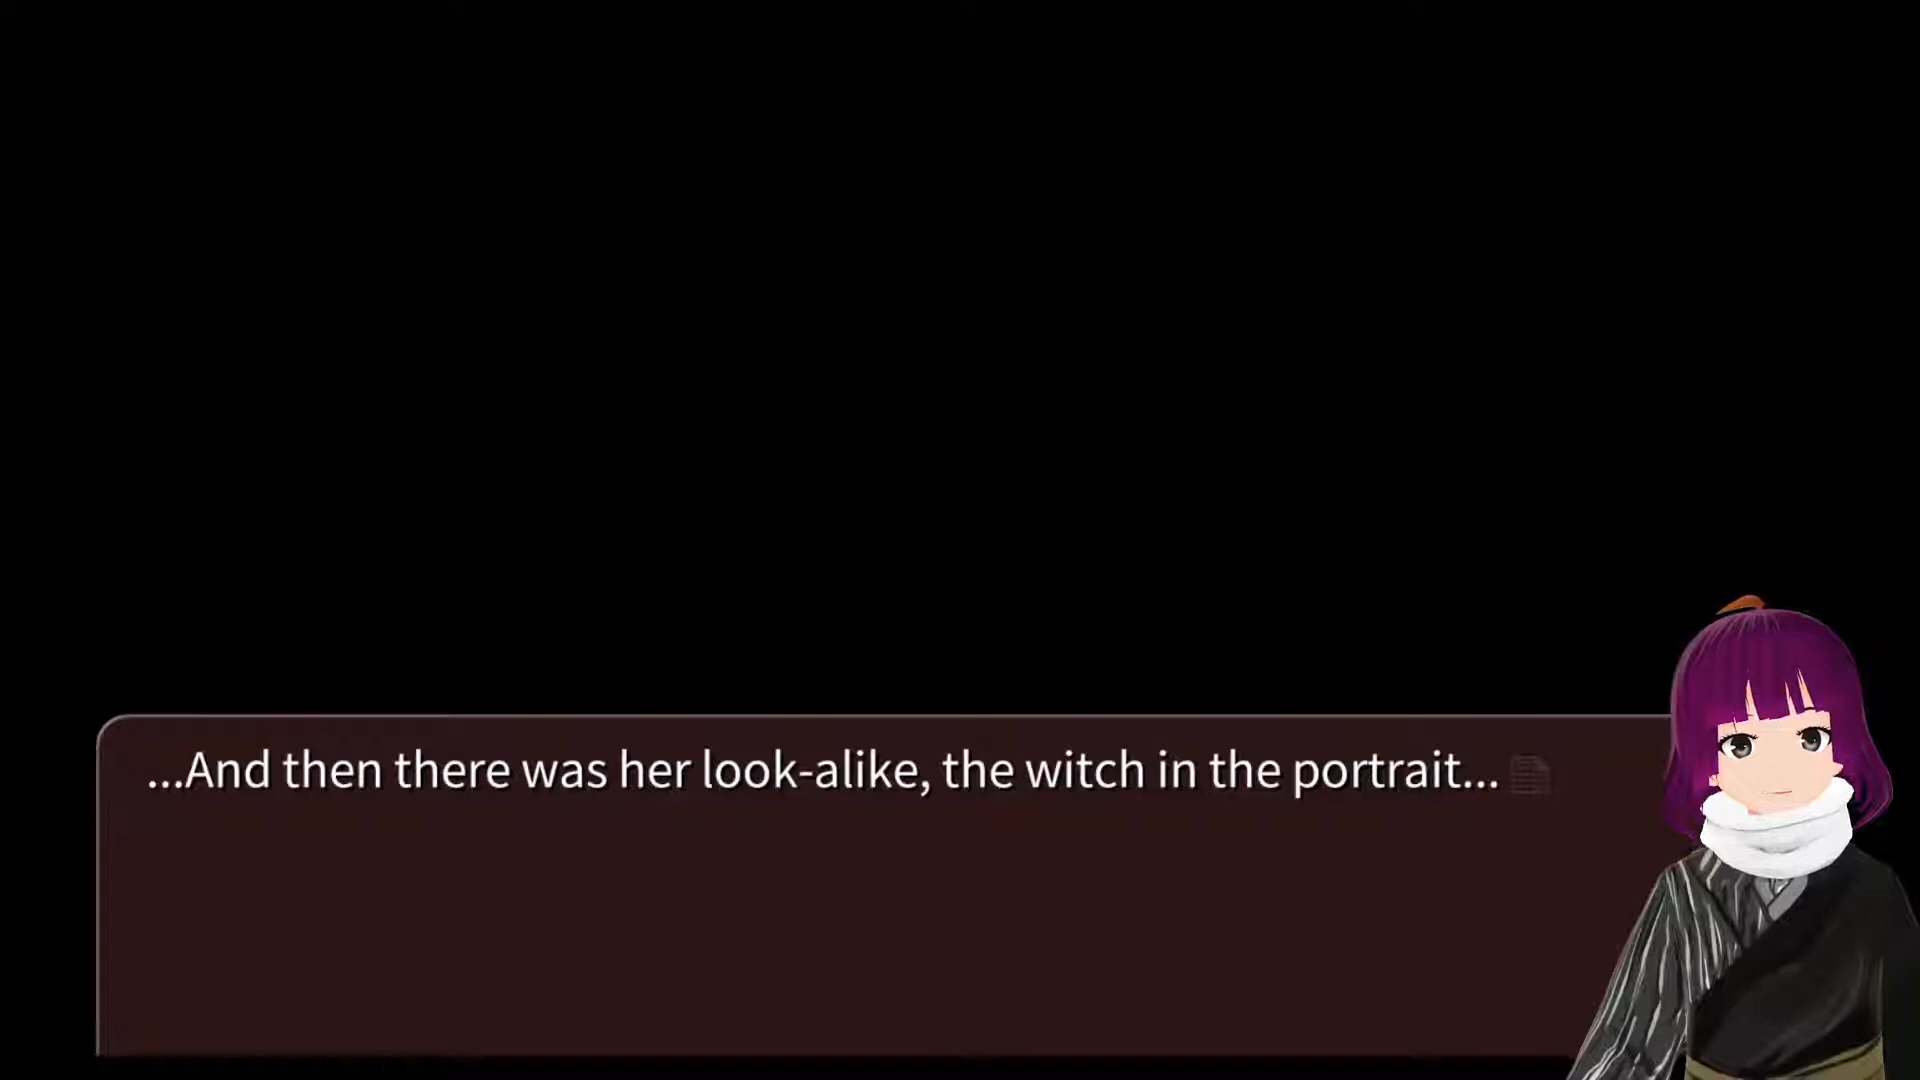 ...And then there was her look-alike, the witch in the portrait...